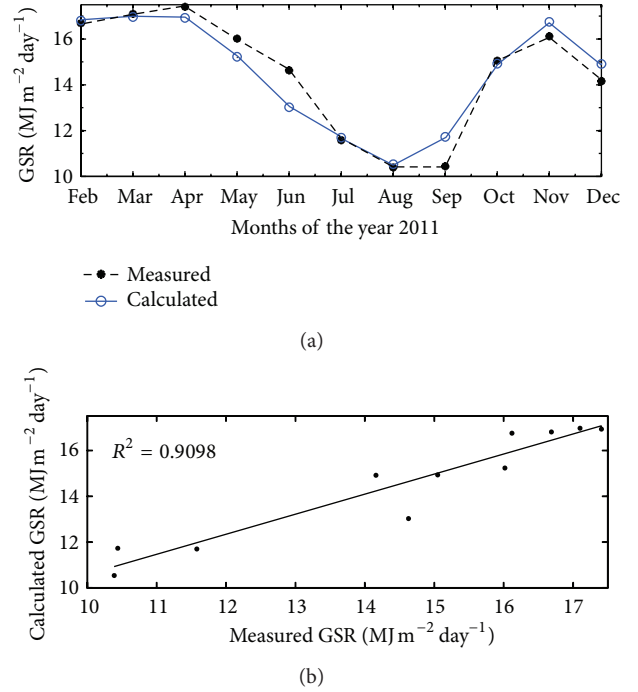 GSR (MJ m⁻² day⁻¹)
16
14
12
10
Feb Mar Apr May Jun Jul Aug Sep Oct Nov Dec
Months of the year 2011
Measured
Calculated
(a)
Calculated GSR (MJ m⁻² day⁻¹)
R² = 0.9098
16
14
12
10
10 11 12 13 14 15 16 17
Measured GSR (MJ m⁻² day⁻¹)
(b)